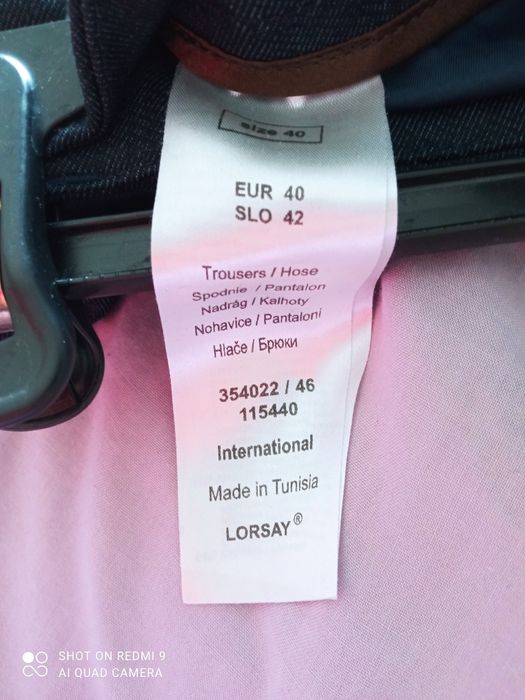 size 40
EUR 40
SLO 42
Trousers / Hose
Spodnie / Pantalon
Nadrág / Kalhoty
Nohavice / Pantaloni
Hlače / Брюки
354022 / 46
115440
International
Made in Tunisia
LORSAY®
SHOT ON REDMI 9
AI QUAD CAMERA